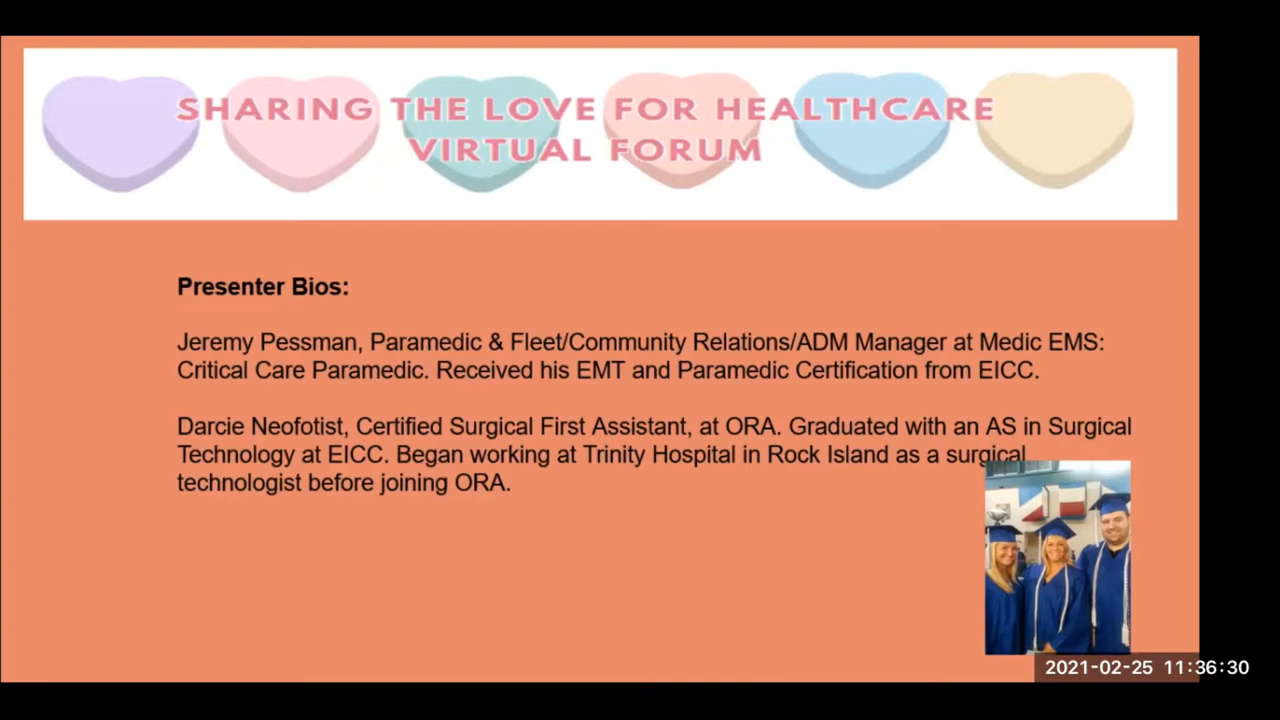 SHARING THE LOVE FOR HEALTHCARE
VIRTUAL FORUM
Presenter Bios:
Jeremy Pessman, Paramedic & Fleet/Community Relations/ADM Manager at Medic EMS:
Critical Care Paramedic. Received his EMT and Paramedic Certification from EICC.
Darcie Neofotist, Certified Surgical First Assistant, at ORA. Graduated with an AS in Surgical
Technology at EICC. Began working at Trinity Hospital in Rock Island as a surgical
technologist before joining ORA.
2021-02-25 11:36:30